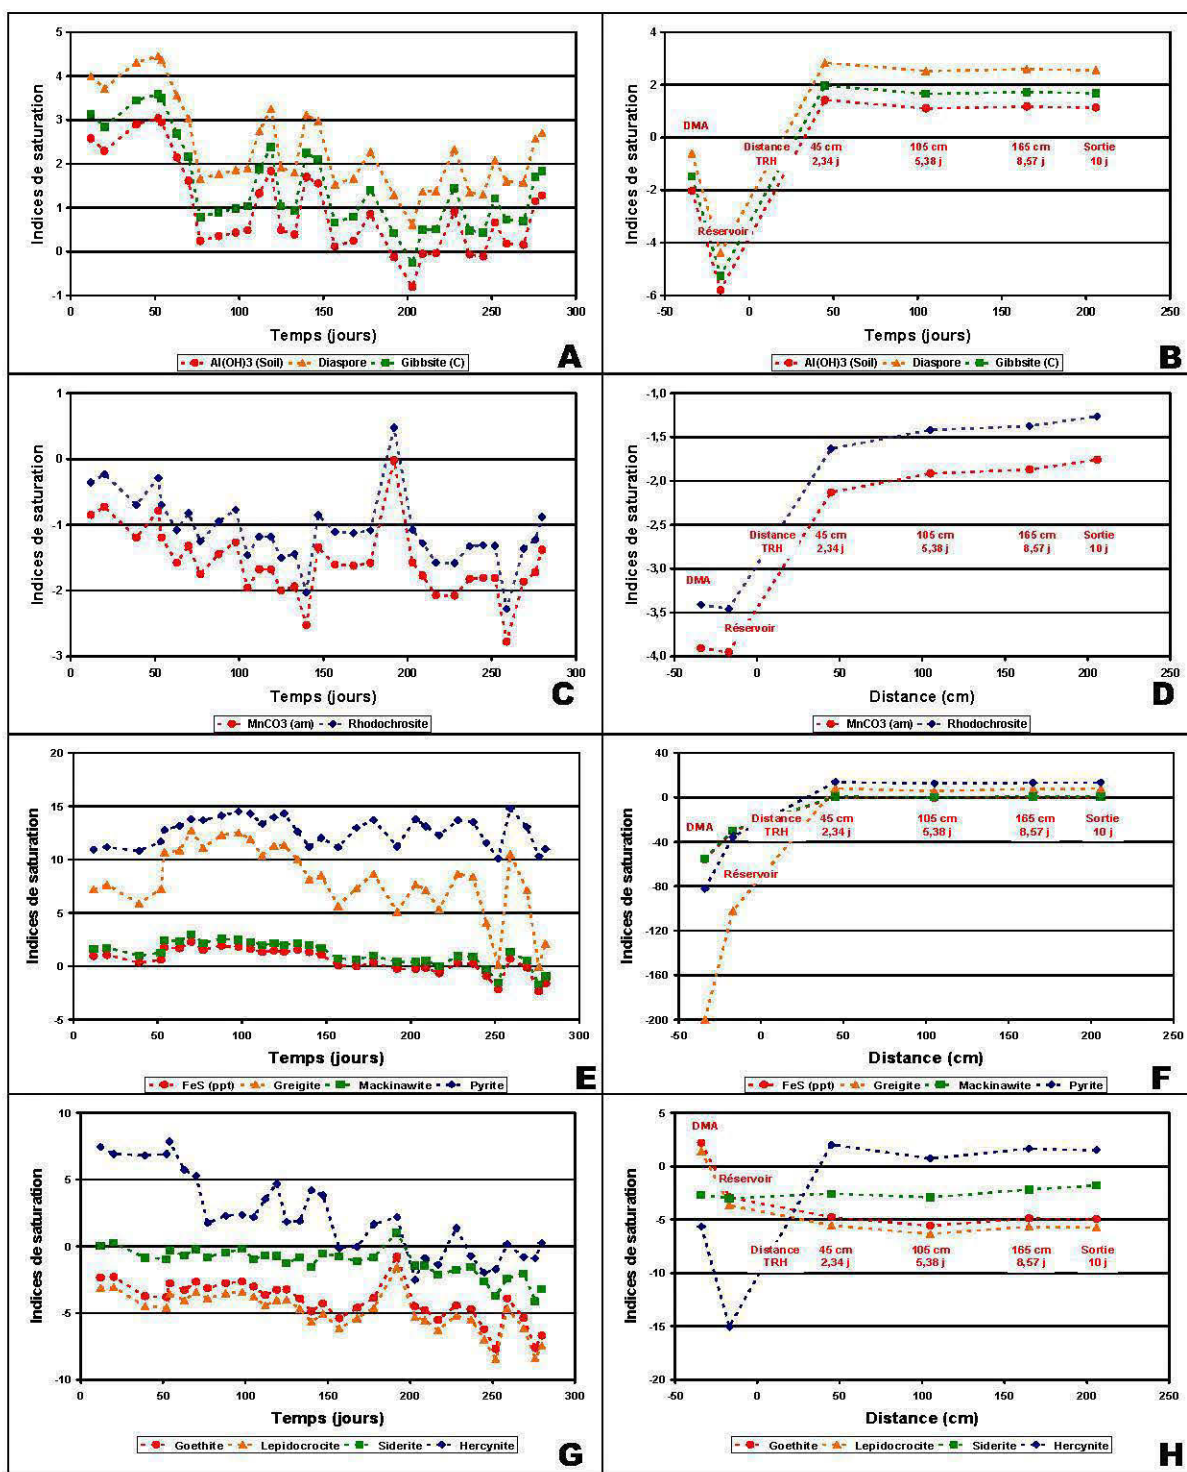 5
4
3
2
1
0
-1
0
50
100
150
200
250
300
Indices de saturation
Temps (jours)
A
Al(OH)3 (Soil) Diaspore Gibbsite (C)
4
2
0
-2
-4
-6
-50
0
50
100
150
200
250
Indices de saturation
DMA
Réservoir
Distance 45 cm 105 cm 165 cm Sortie
TRH 2,34 j 5,38 j 8,57 j 10 j
Temps (jours)
B
Al(OH)3 (Soil) Diaspore Gibbsite (C)
1
0
-1
-2
-3
0
50
100
150
200
250
300
Indices de saturation
Temps (jours)
C
MnCO3 (am) Rhodochrosite
-1,0
-1,5
-2,0
-2,5
-3,0
-3,5
-4,0
-50
0
50
100
150
200
250
Indices de saturation
Distance 45 cm 105 cm 165 cm Sortie
TRH 2,34 j 5,38 j 8,57 j 10 j
DMA
Réservoir
Distance (cm)
D
MnCO3 (am) Rhodochrosite
20
15
10
5
0
-5
0
50
100
150
200
250
300
Indices de saturation
Temps (jours)
E
FeS (ppt) Greigite Mackinawite Pyrite
40
0
-40
-80
-120
-160
-200
-50
0
50
100
150
200
250
Indices de saturation
DMA
Distance 45 cm 105 cm 165 cm Sortie
TRH 2,34 j 5,38 j 8,57 j 10 j
Réservoir
Distance (cm)
F
FeS (ppt) Greigite Mackinawite Pyrite
10
5
0
-5
-10
0
50
100
150
200
250
300
Indices de saturation
Temps (jours)
G
Goethite Lepidocrocite Siderite Hercynite
5
0
-5
-10
-15
-20
-50
0
50
100
150
200
250
Indices de saturation
DMA
Réservoir
Distance 45 cm 105 cm 165 cm Sortie
TRH 2,34 j 5,38 j 8,57 j 10 j
Distance (cm)
H
Goethite Lepidocrocite Siderite Hercynite